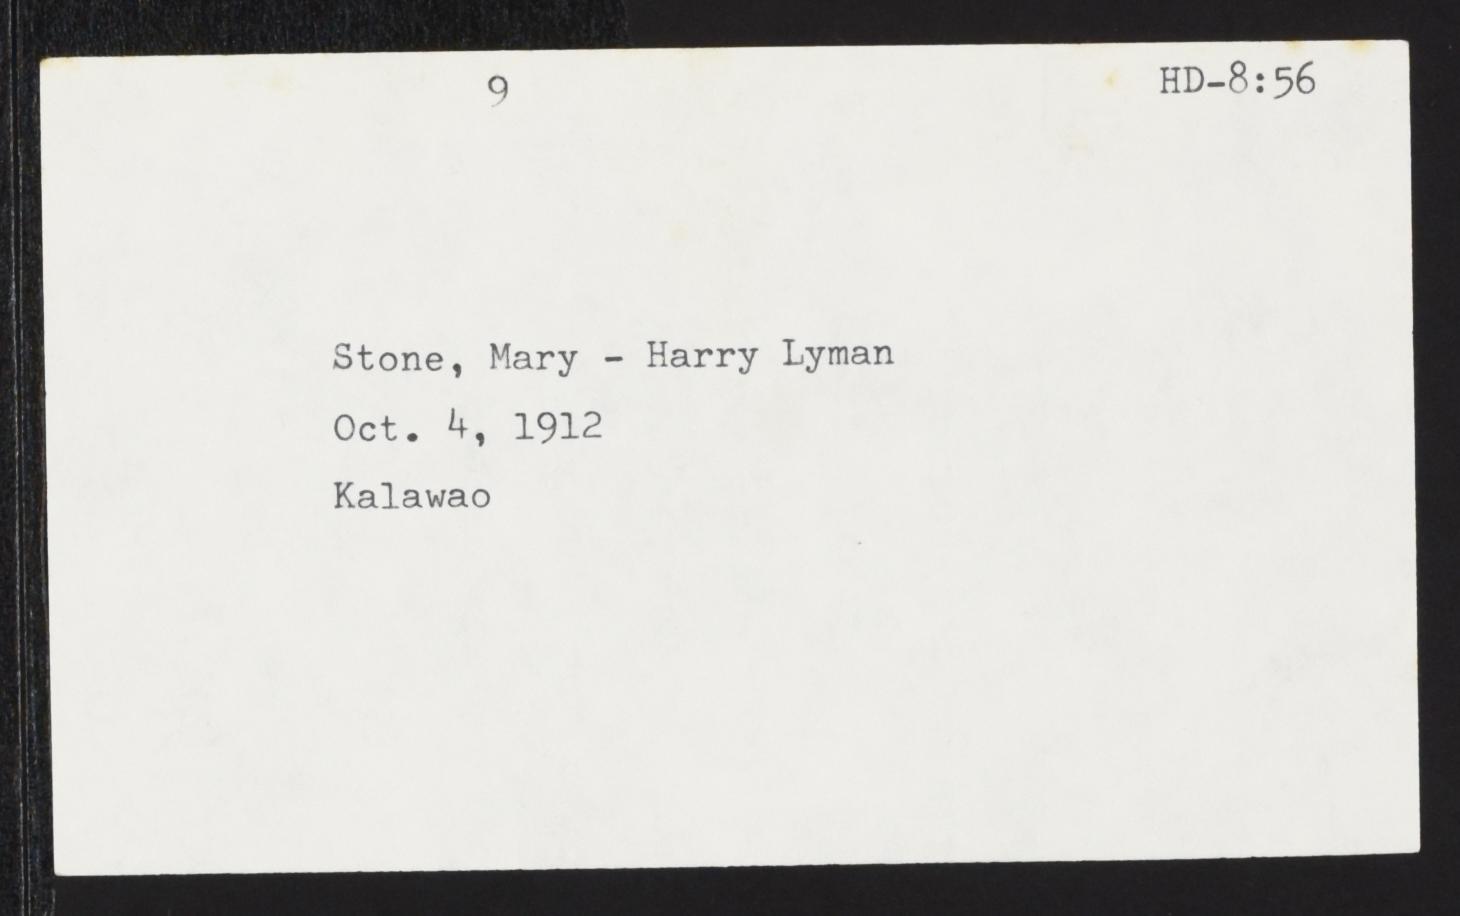 9 HD-8:56
Stone, Mary - Harry Lyman
Oct. 4, 1912
Kalawao